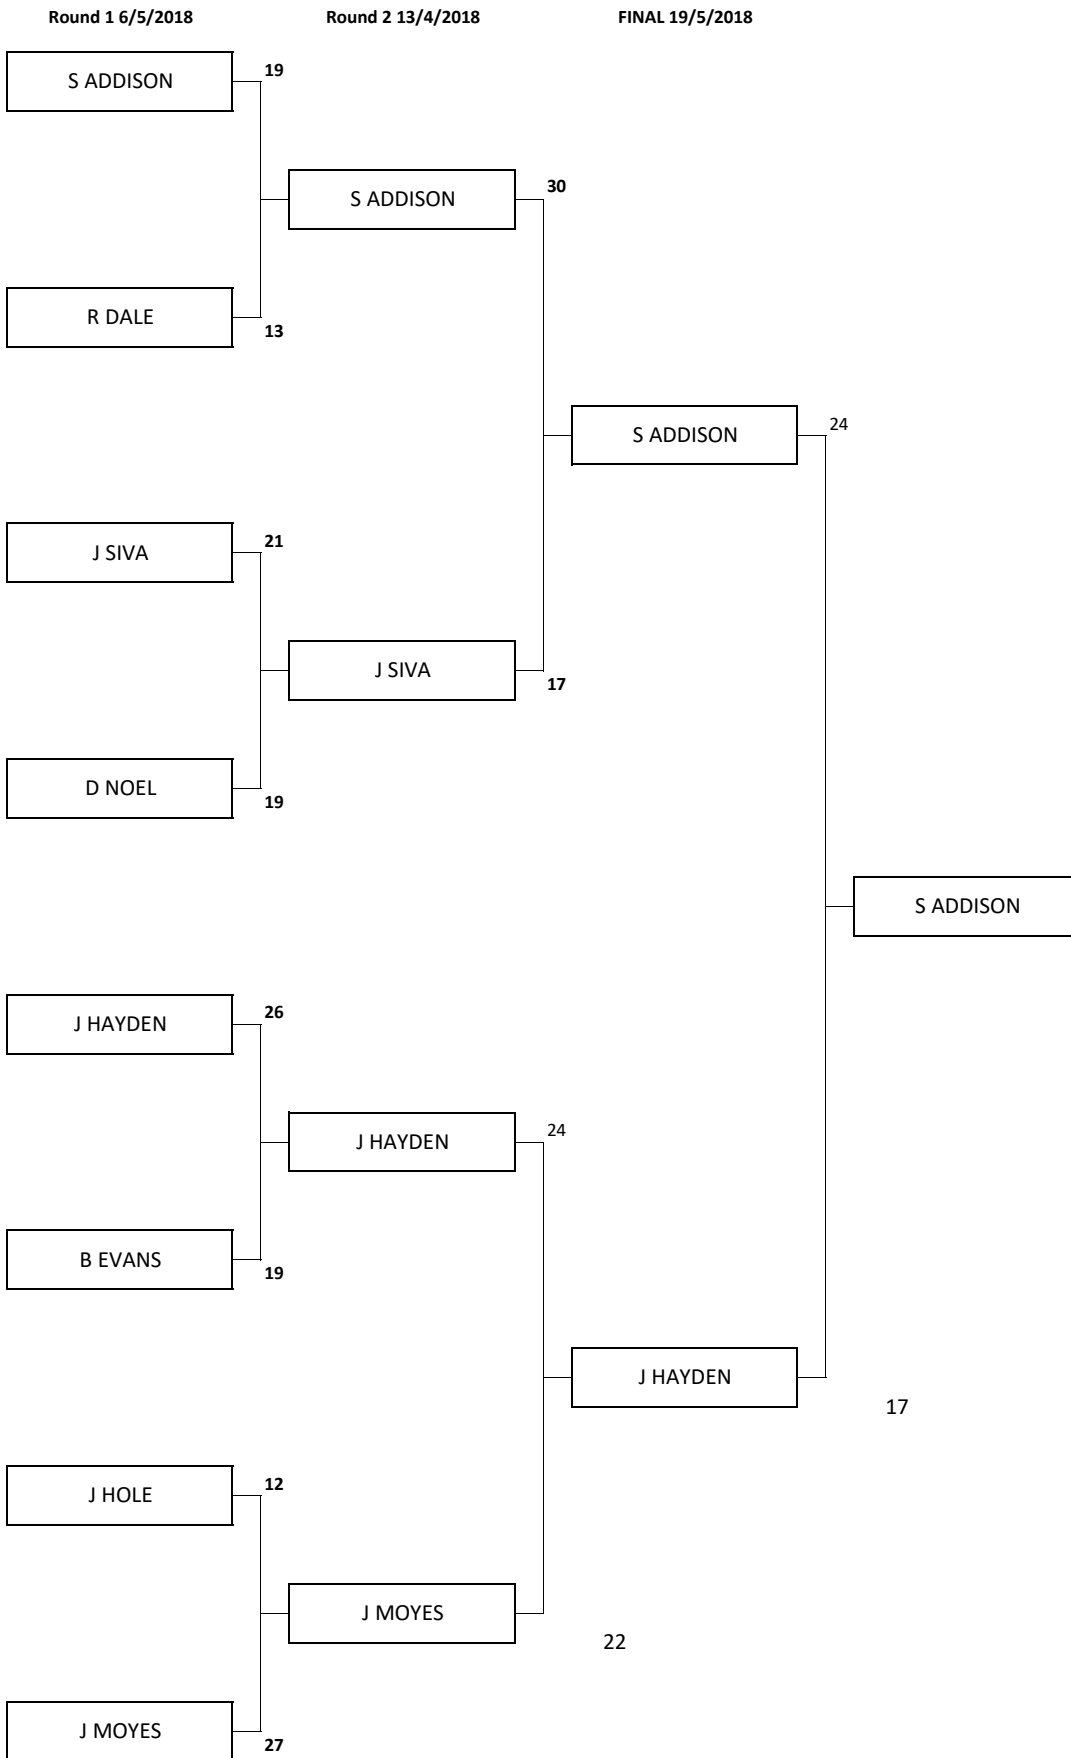 Round 1 6/5/2018 Round 2 13/4/2018 FINAL 19/5/2018
S ADDISON 19
S ADDISON 30
R DALE 13
S ADDISON 24
J SIVA 21
J SIVA 17
D NOEL 19
S ADDISON
J HAYDEN 26
J HAYDEN 24
B EVANS 19
J HAYDEN 17
J HOLE 12
J MOYES 22
J MOYES 27